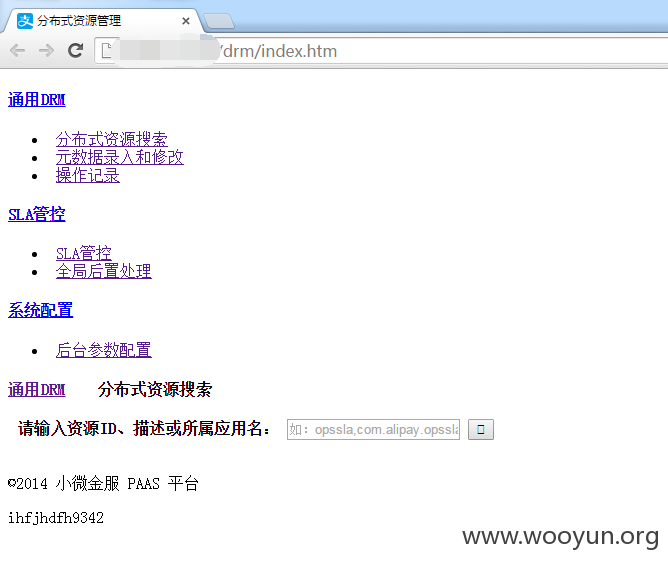 分布式资源管理
/drm/index.htm
通用DRM
分布式资源搜索
元数据录入和修改
操作记录
SLA管控
SLA管控
全局后置处理
系统配置
后台参数配置
通用DRM 分布式资源搜索
请输入资源ID、描述或所属应用名： 如：opssla,com.alipay.opssla
©2014 小微金服 PAAS 平台
ihfjhdfh9342
www.wooyun.org